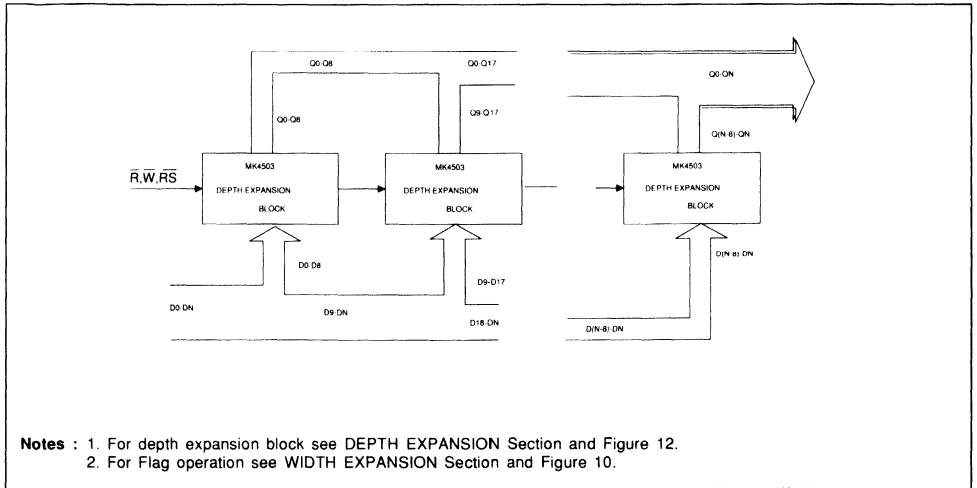 Q0-Q8
Q0-Q17
Q0-QN
Q0-Q8
Q9-Q17
Q(N-8)-QN
R̅,W̅,R̅S̅
MK4503
DEPTH EXPANSION
BLOCK
MK4503
DEPTH EXPANSION
BLOCK
MK4503
DEPTH EXPANSION
BLOCK
D0-D8
D9-D17
D(N-8)-DN
D0-DN
D9-DN
D18-DN
D(N-8)-DN
Notes : 1. For depth expansion block see DEPTH EXPANSION Section and Figure 12.
2. For Flag operation see WIDTH EXPANSION Section and Figure 10.